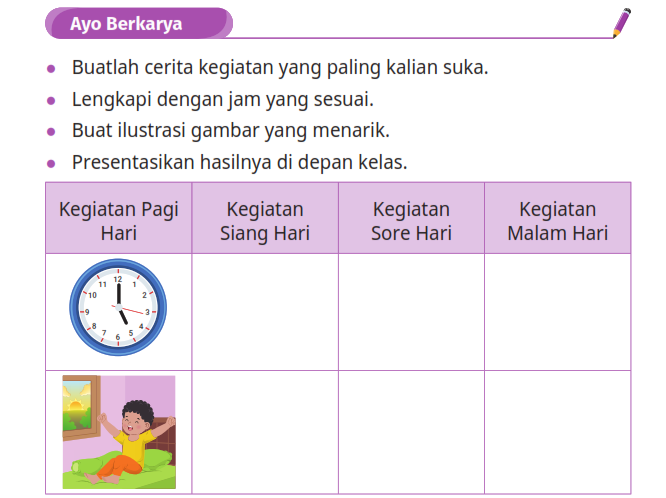 Ayo Berkarya
Buatlah cerita kegiatan yang paling kalian suka.
Lengkapi dengan jam yang sesuai.
Buat ilustrasi gambar yang menarik.
Presentasikan hasilnya di depan kelas.
Kegiatan Pagi
Hari
Kegiatan
Siang Hari
Kegiatan
Sore Hari
Kegiatan
Malam Hari
12
1
2
3
4
5
6
7
8
9
10
11